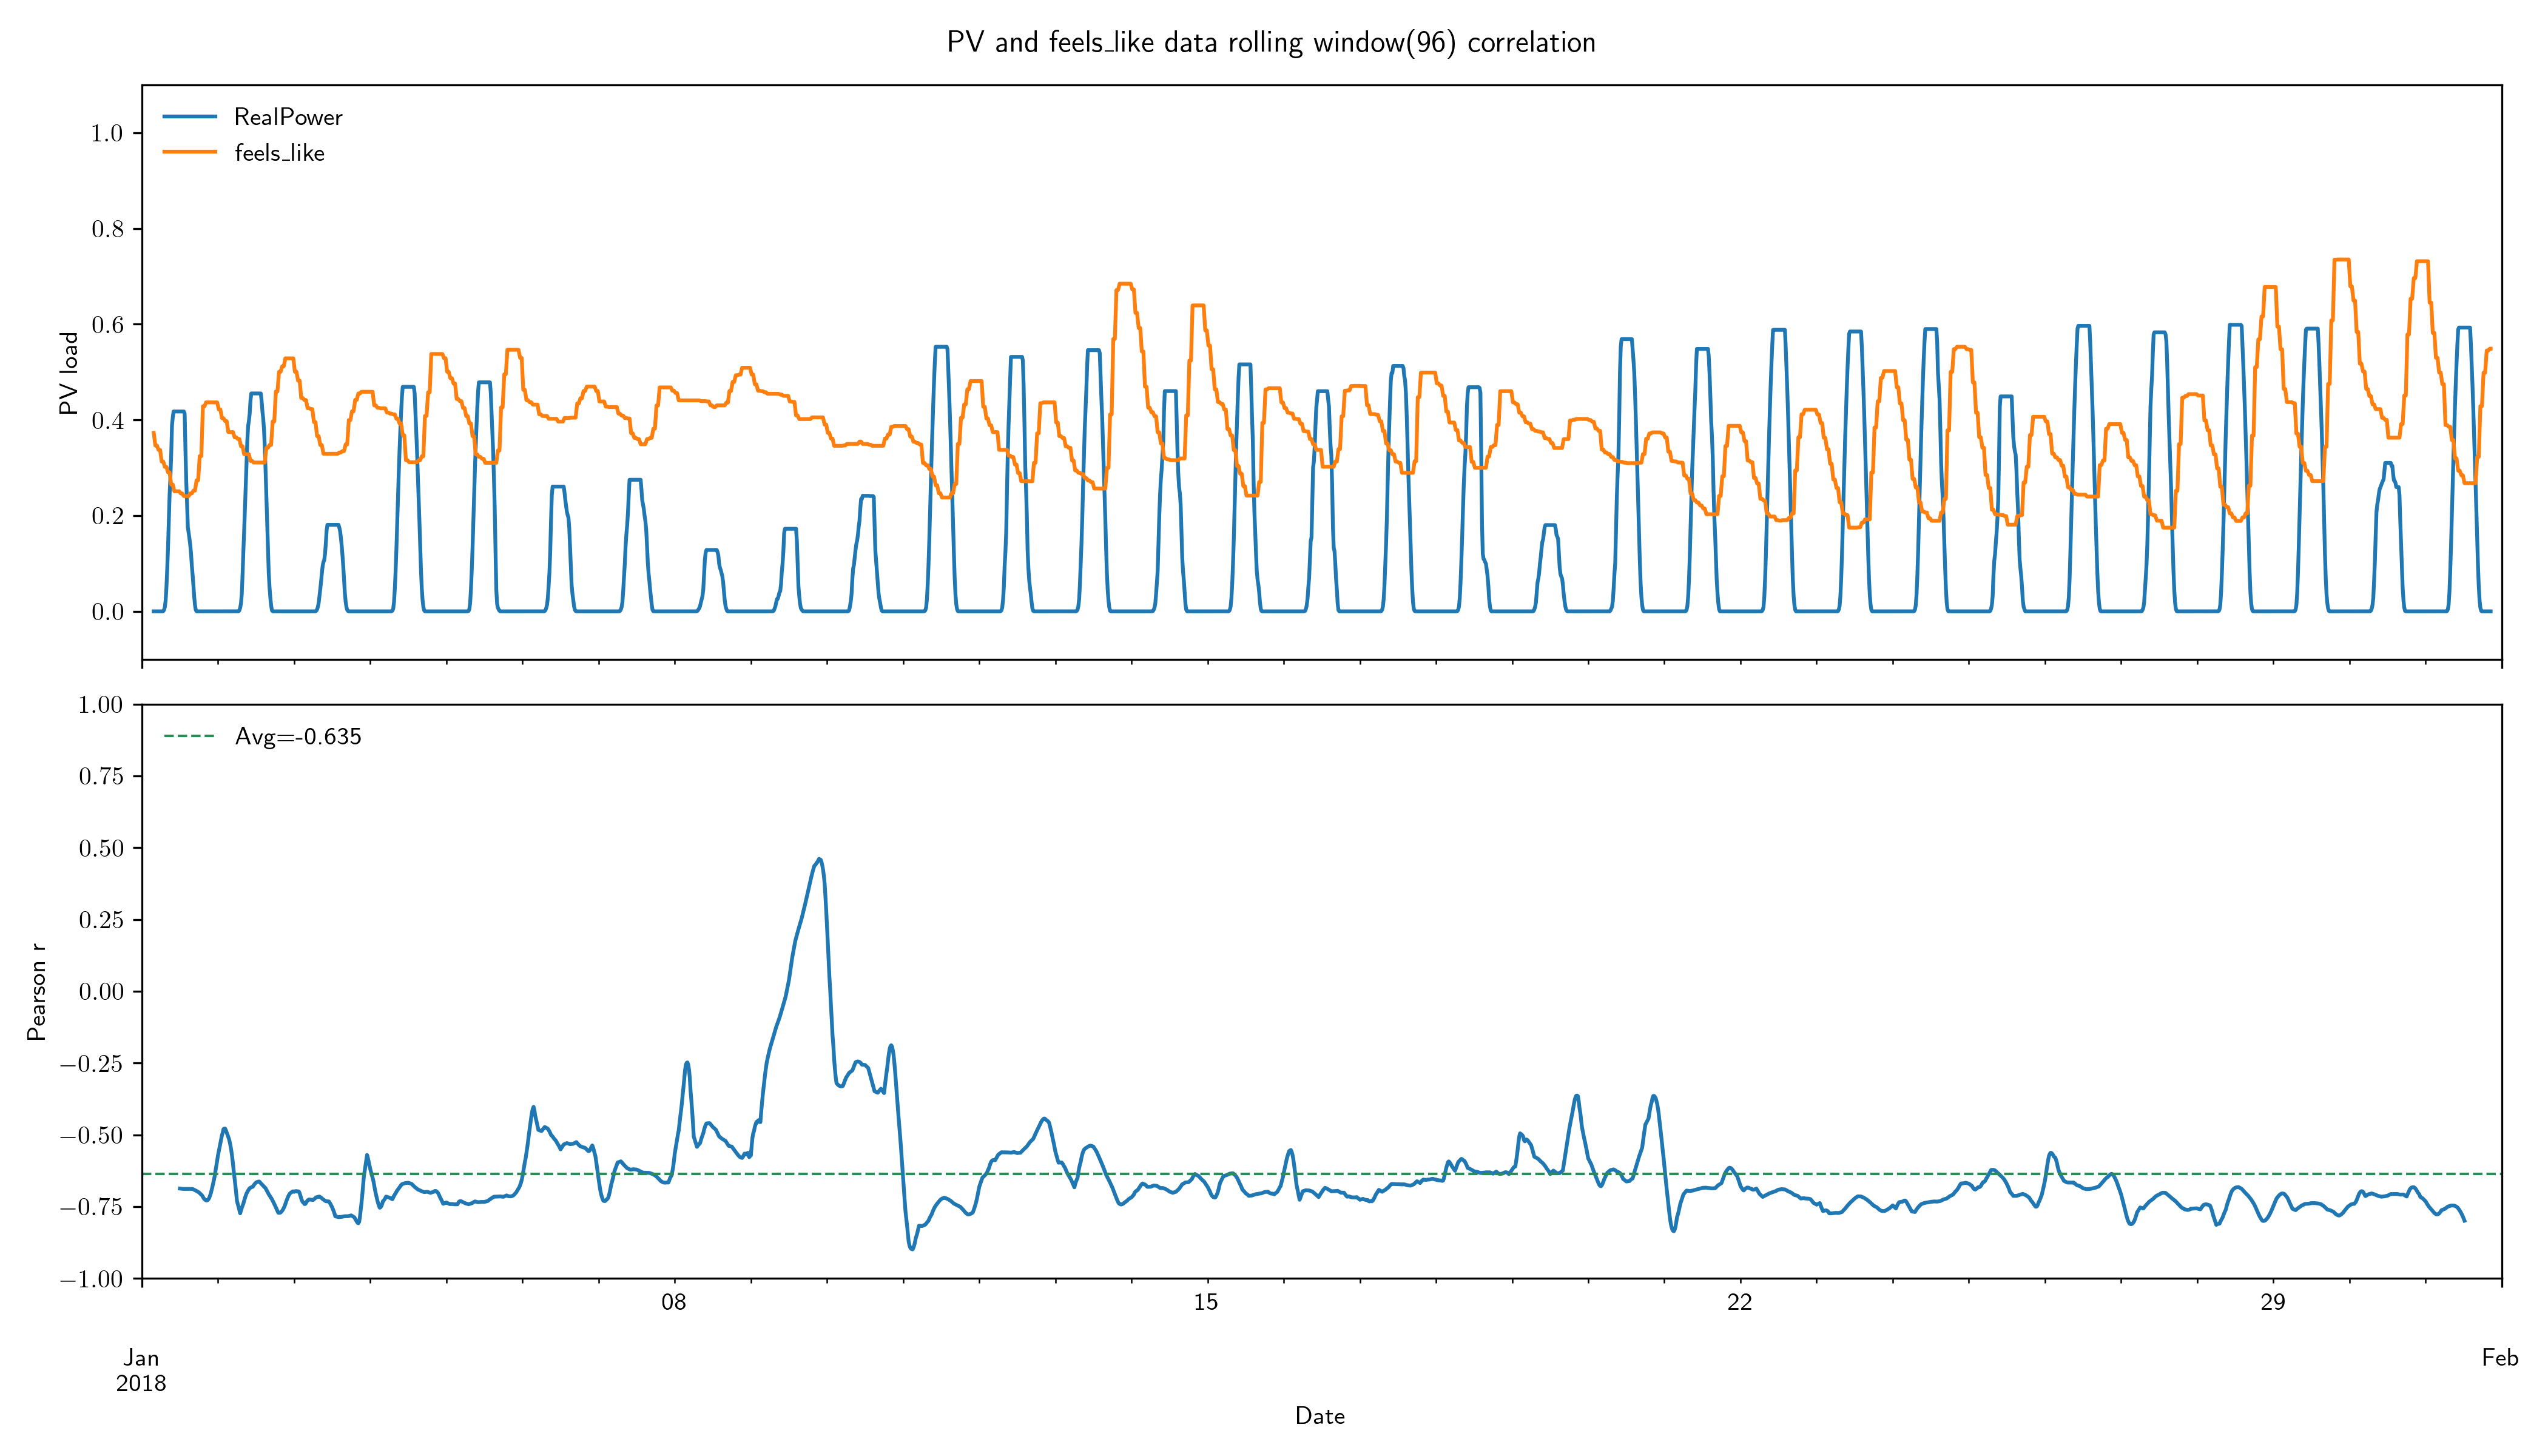 PV and feels_like data rolling window(96) correlation
RealPower
feels_like
1.0
0.8
0.6
0.4
0.2
0.0
PV load
Avg=-0.635
1.00
0.75
0.50
0.25
0.00
−0.25
−0.50
−0.75
−1.00
Pearson r
08
15
22
29
Jan
2018
Feb
Date